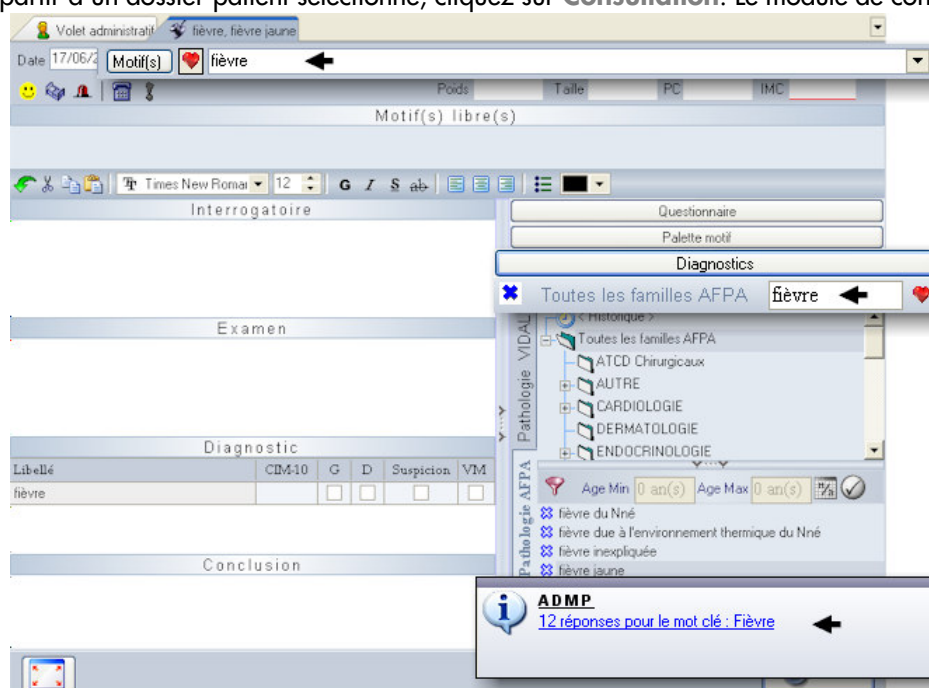 partir d'un dossier patient sélectionné, cliquez sur Consultation. Le module de con
Volet administratif fièvre, fièvre jaune
Date 17/06/2 Motif(s) fièvre
Poids Taille PC IMC
Motif(s) libre(s)
Times New Romai 12 G I S ab
Interrogatoire
Questionnaire
Palette motif
Diagnostics
Toutes les familles AFPA fièvre
Examen
< Historique >
Toutes les familles AFPA
ATCD Chirurgicaux
AUTRE
CARDIOLOGIE
DERMATOLOGIE
ENDOCRINOLOGIE
Pathologie VIDAL
Pathologie AFPA
Diagnostic
Libellé CIM-10 G D Suspicion VM
fièvre
Age Min 0 an(s) Age Max 0 an(s)
fièvre du Nné
fièvre due à l'environnement thermique du Nné
fièvre inexpliquée
fièvre jaune
Conclusion
ADMP
12 réponses pour le mot clé : Fièvre